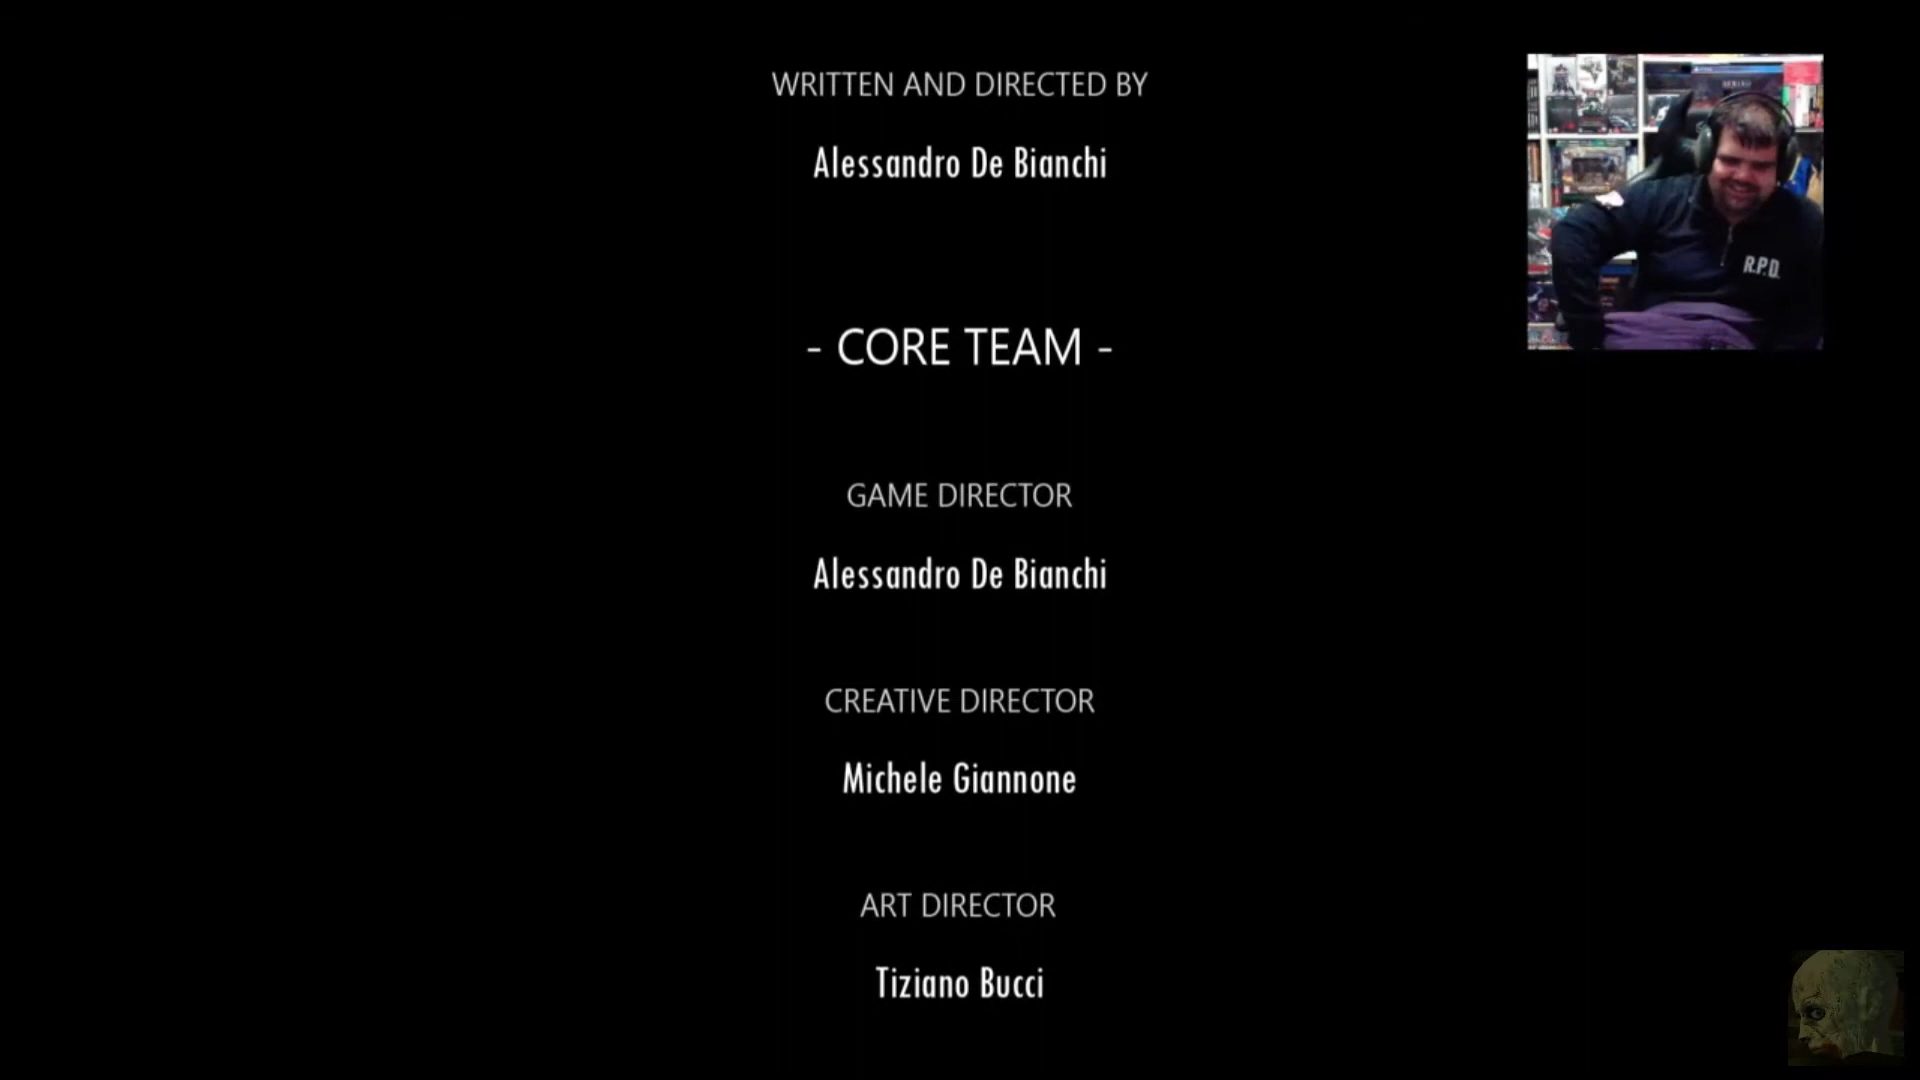 WRITTEN AND DIRECTED BY
Alessandro De Bianchi
- CORE TEAM -
GAME DIRECTOR
Alessandro De Bianchi
CREATIVE DIRECTOR
Michele Giannone
ART DIRECTOR
Tiziano Bucci
R.P.D.